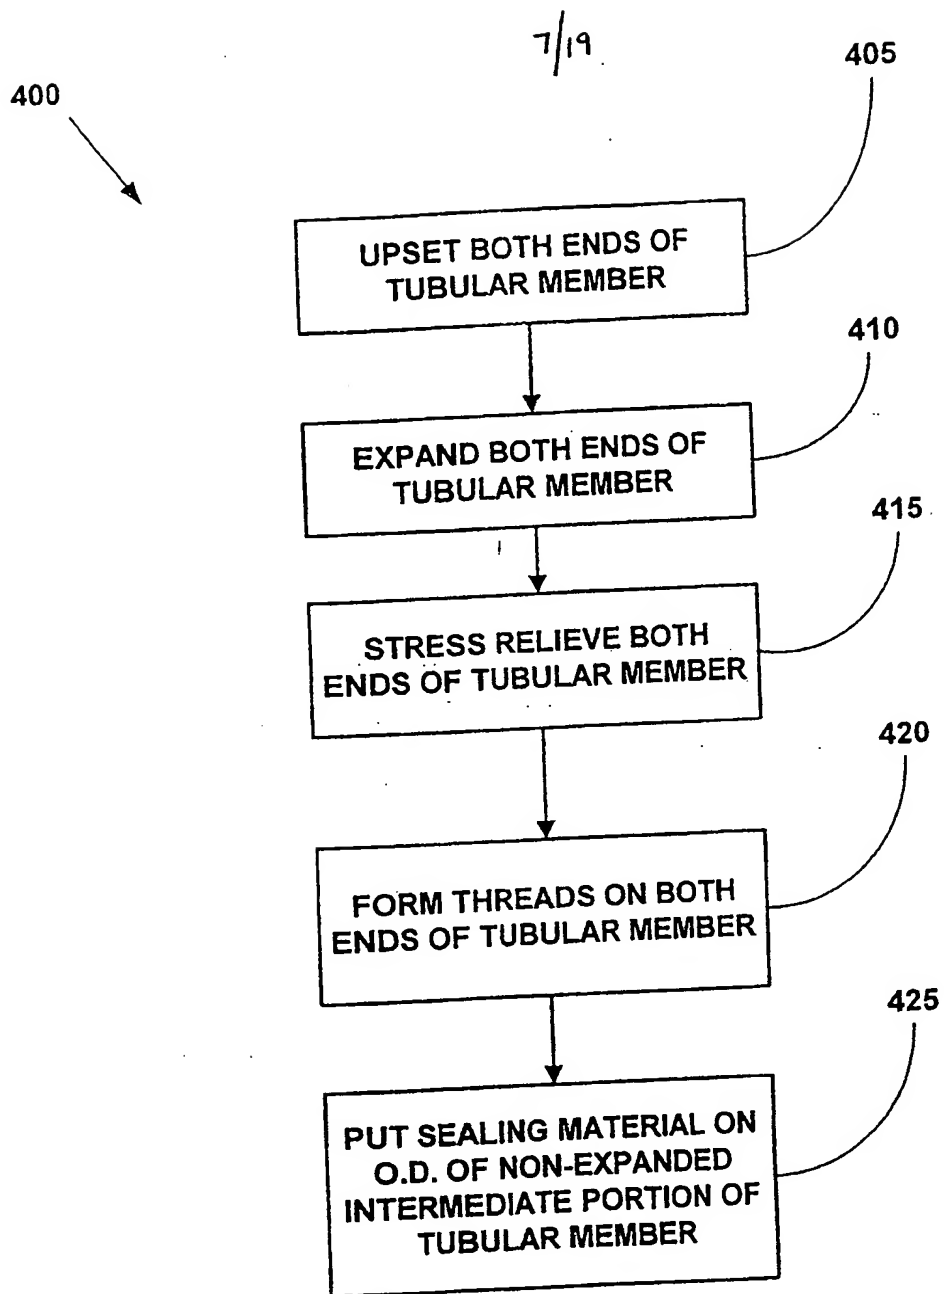 7/19
400
405
UPSET BOTH ENDS OF
TUBULAR MEMBER
410
EXPAND BOTH ENDS OF
TUBULAR MEMBER
415
STRESS RELIEVE BOTH
ENDS OF TUBULAR MEMBER
420
FORM THREADS ON BOTH
ENDS OF TUBULAR MEMBER
425
PUT SEALING MATERIAL ON
O.D. OF NON-EXPANDED
INTERMEDIATE PORTION OF
TUBULAR MEMBER